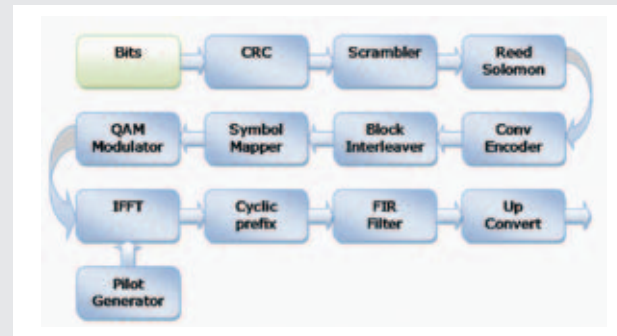 Bits
CRC
Scrambler
Reed
Solomon
Conv
Encoder
Block
Interleaver
Symbol
Mapper
QAM
Modulator
IFFT
Cyclic
prefix
FIR
Filter
Up
Convert
Pilot
Generator